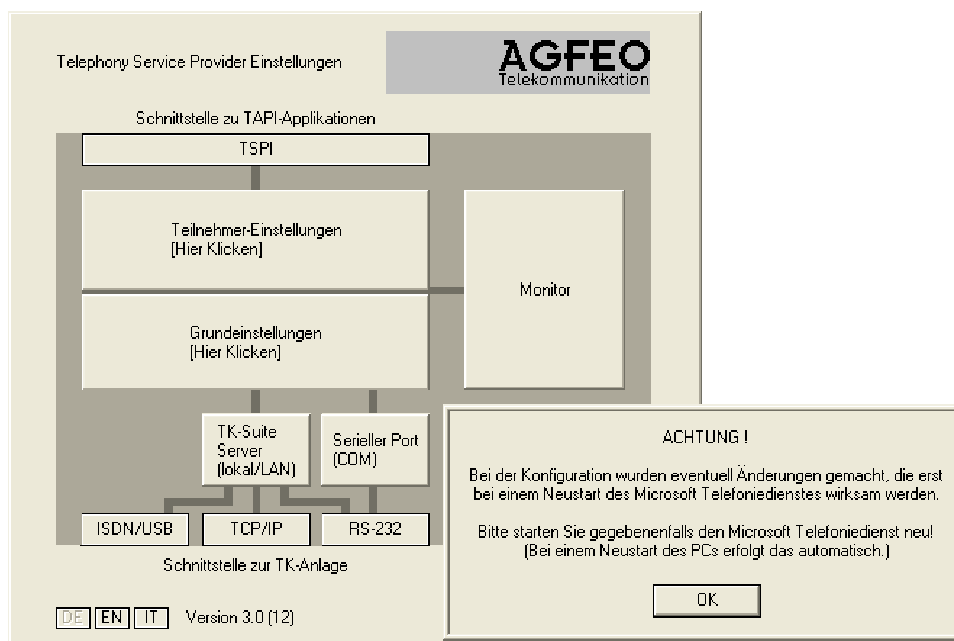 Telephony Service Provider Einstellungen
AGFEO
Telekommunikation
Schnittstelle zu TAPI-Applikationen
TSPI
Teilnehmer-Einstellungen
[Hier Klicken]
Monitor
Grundeinstellungen
[Hier Klicken]
TK-Suite
Server
(lokal/LAN)
Serieller Port
(COM)
ISDN/USB
TCP/IP
RS-232
Schnittstelle zur TK-Anlage
DE
EN
IT
Version 3.0 (12)
ACHTUNG !
Bei der Konfiguration wurden eventuell Änderungen gemacht, die erst
bei einem Neustart des Microsoft Telefoniedienstes wirksam werden.
Bitte starten Sie gegebenenfalls den Microsoft Telefoniedienst neu!
(Bei einem Neustart des PCs erfolgt das automatisch.)
OK